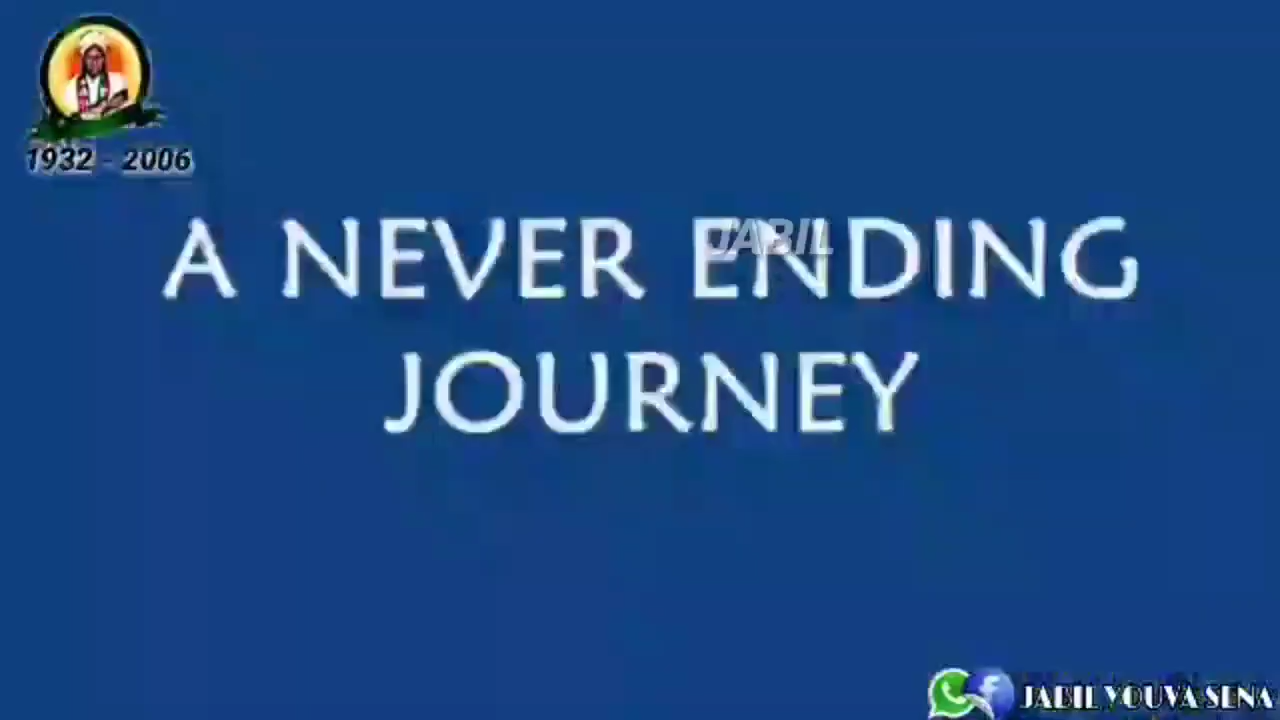 1932 - 2006
A NEVER ENDING
JABIL
JOURNEY
JABIL YOUVA SENA